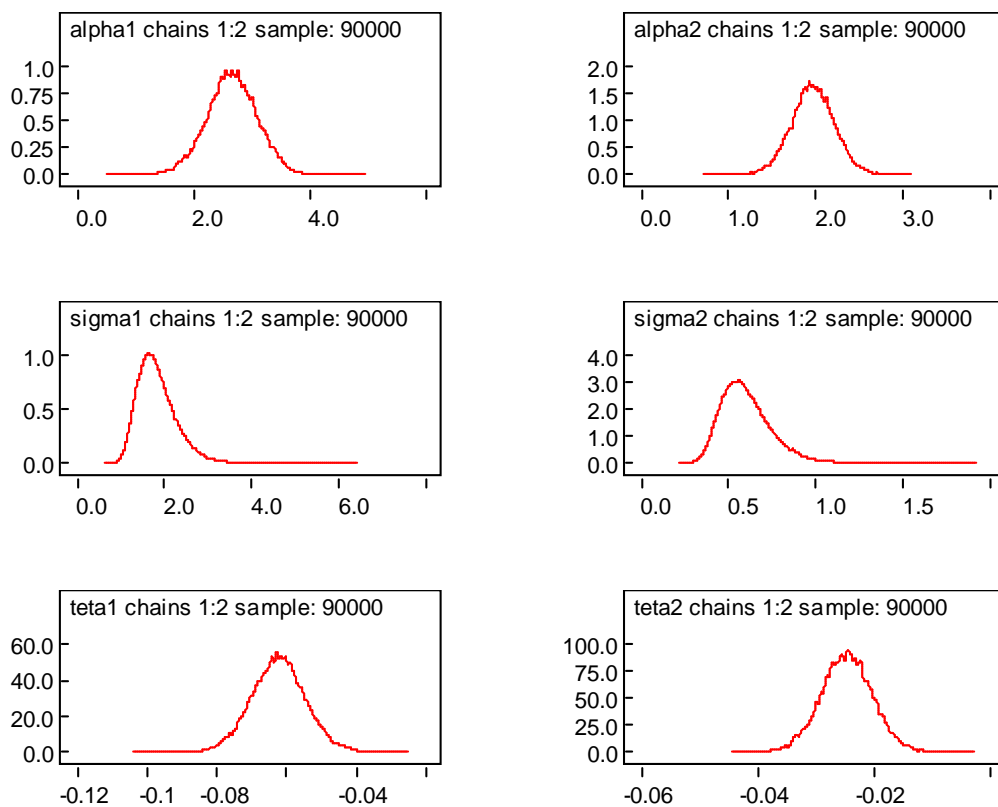 alpha1 chains 1:2 sample: 90000
1.0
0.75
0.5
0.25
0.0
0.0 2.0 4.0
alpha2 chains 1:2 sample: 90000
2.0
1.5
1.0
0.5
0.0
0.0 1.0 2.0 3.0
sigma1 chains 1:2 sample: 90000
1.0
0.5
0.0
0.0 2.0 4.0 6.0
sigma2 chains 1:2 sample: 90000
4.0
3.0
2.0
1.0
0.0
0.0 0.5 1.0 1.5
teta1 chains 1:2 sample: 90000
60.0
40.0
20.0
0.0
-0.12 -0.1 -0.08 -0.04
teta2 chains 1:2 sample: 90000
100.0
75.0
50.0
25.0
0.0
-0.06 -0.04 -0.02